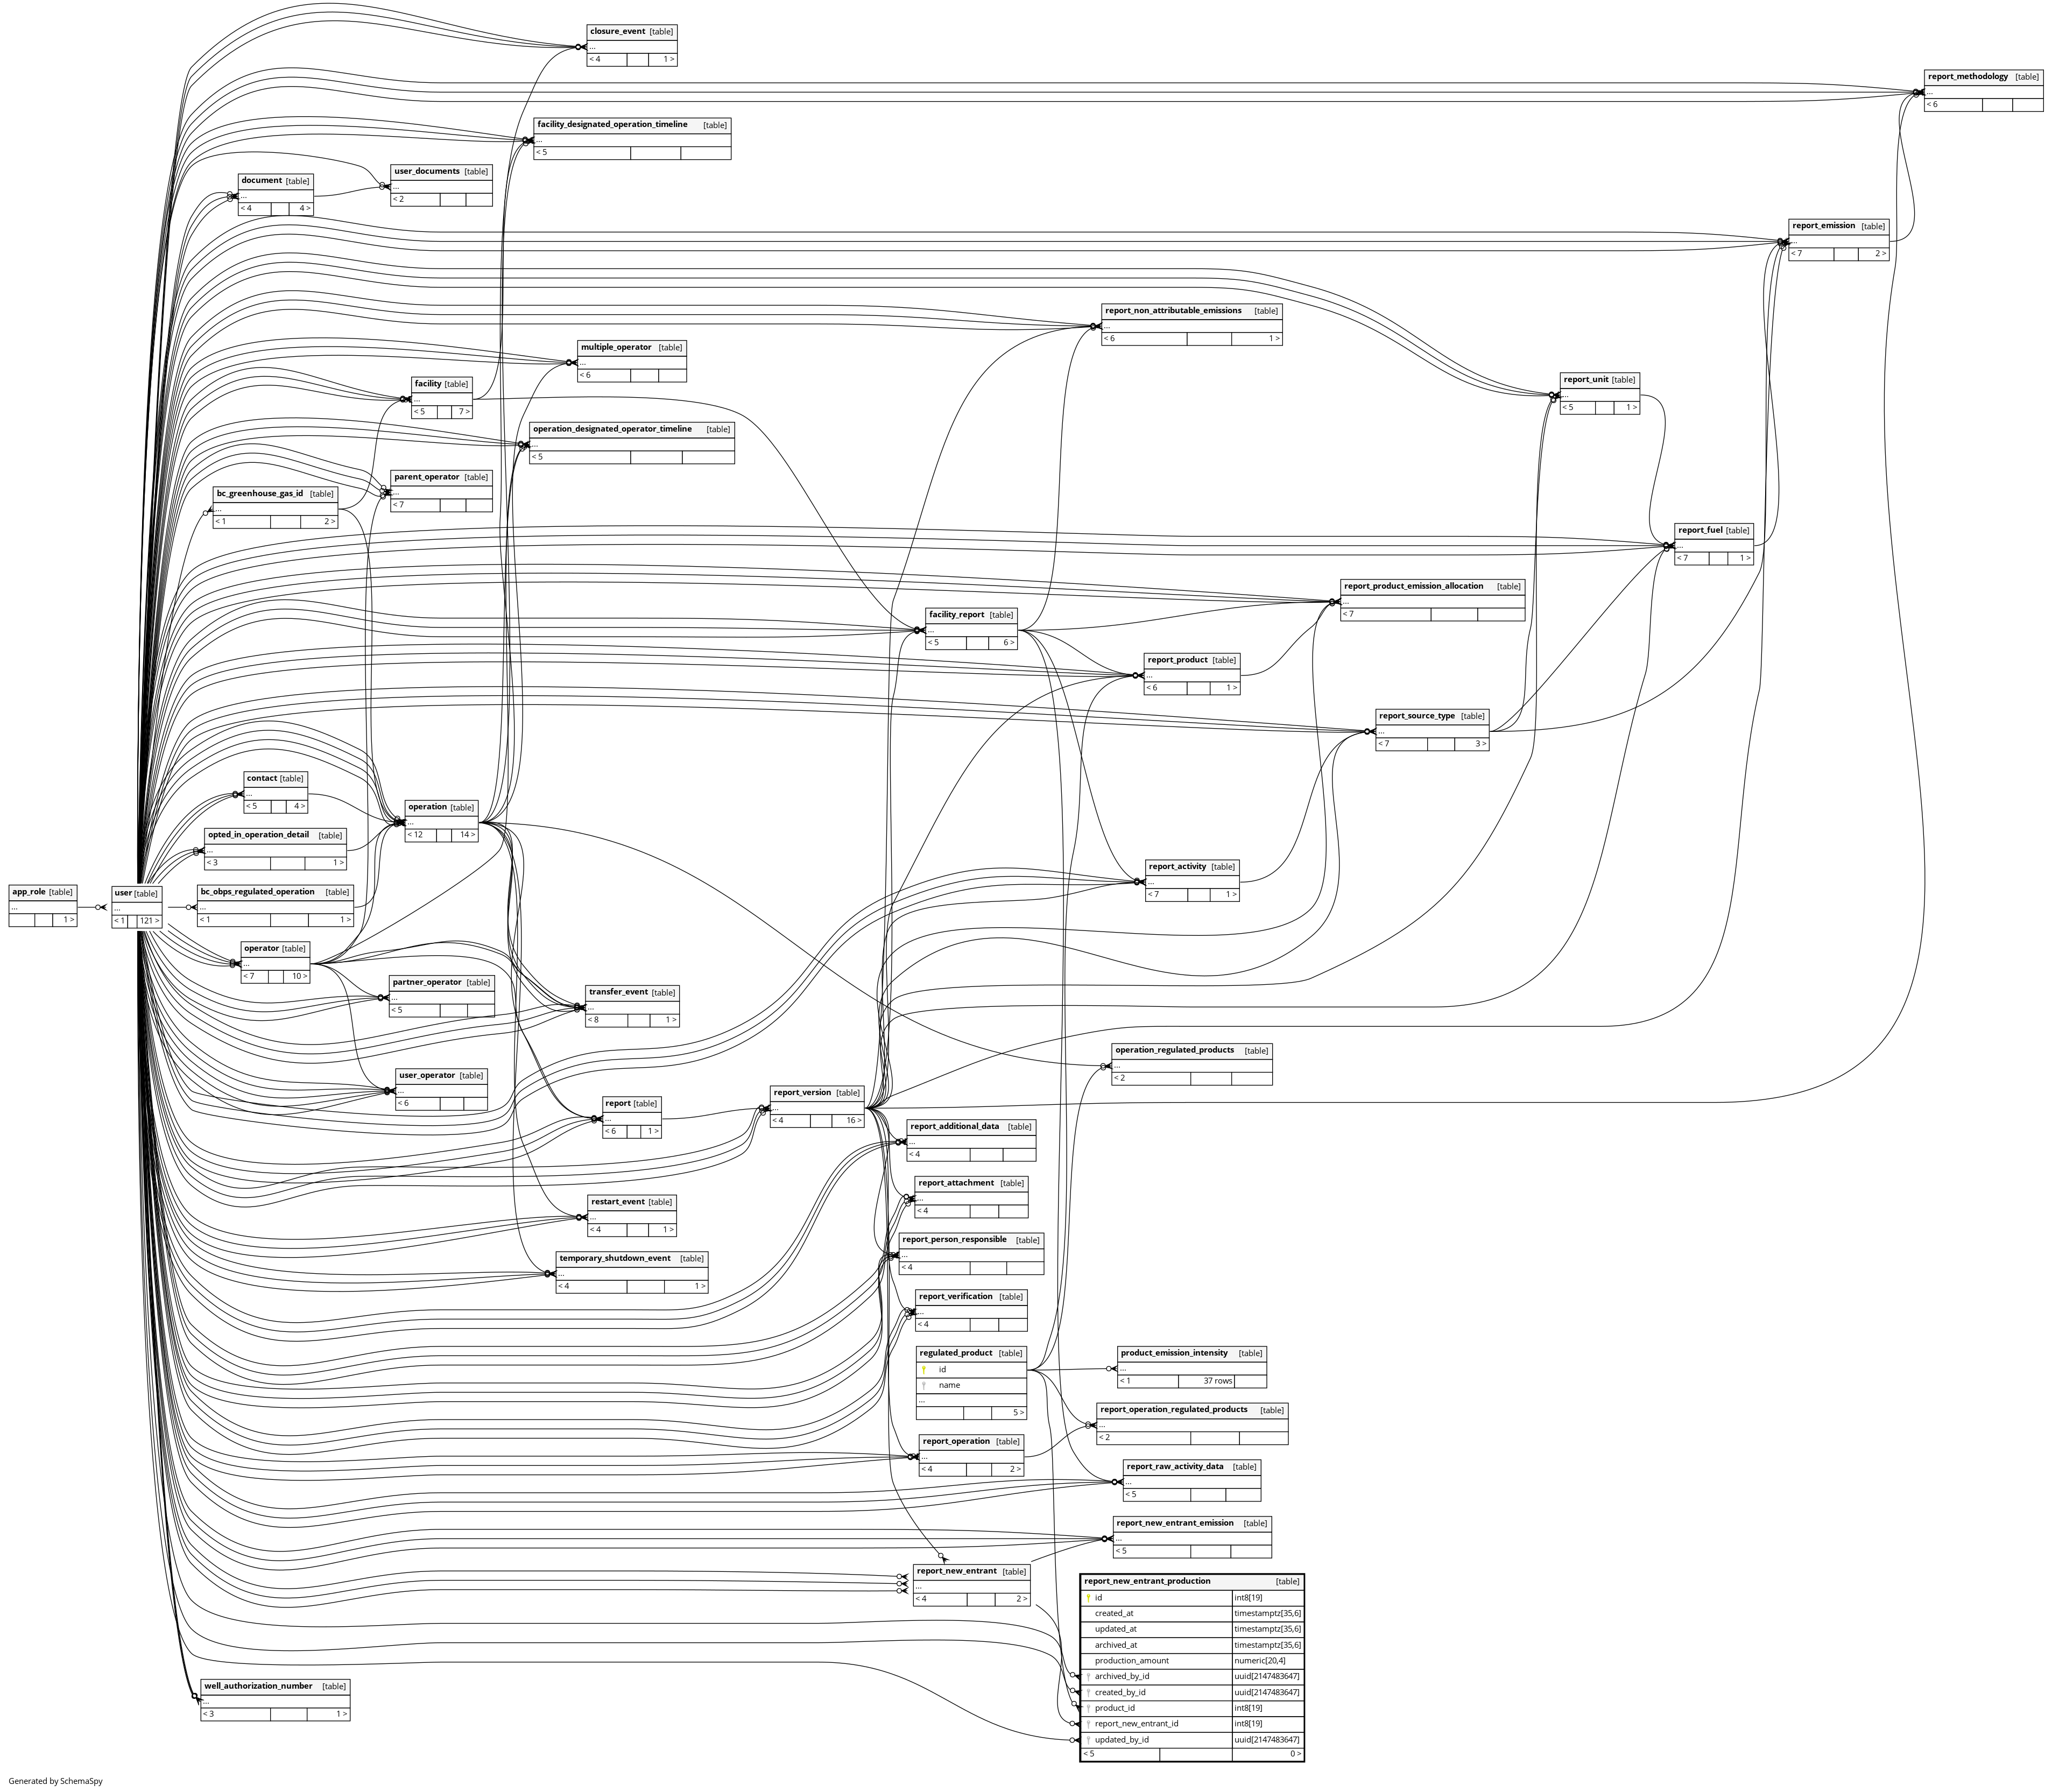 closure_event [table]
...
< 4 1 >
report_methodology [table]
...
< 6
facility_designated_operation_timeline [table]
...
< 5
user_documents [table]
...
< 2
document [table]
...
< 4 4 >
report_emission [table]
...
< 7 2 >
report_non_attributable_emissions [table]
...
< 6 1 >
multiple_operator [table]
...
< 6
facility [table]
...
< 5 7 >
report_unit [table]
...
< 5 1 >
operation_designated_operator_timeline [table]
...
< 5
parent_operator [table]
...
< 7
bc_greenhouse_gas_id [table]
...
< 1 2 >
report_fuel [table]
...
< 7 1 >
report_product_emission_allocation [table]
...
< 7
facility_report [table]
...
< 5 6 >
report_product [table]
...
< 6 1 >
report_source_type [table]
...
< 7 3 >
contact [table]
...
< 5 4 >
operation [table]
...
< 12 14 >
opted_in_operation_detail [table]
...
< 3 1 >
report_activity [table]
...
< 7 1 >
app_role [table]
...
1 >
user [table]
...
< 1 121 >
bc_obps_regulated_operation [table]
...
< 1 1 >
operator [table]
...
< 7 10 >
partner_operator [table]
...
< 5
transfer_event [table]
...
< 8 1 >
operation_regulated_products [table]
...
< 2
user_operator [table]
...
< 6
report_version [table]
...
< 4 16 >
report [table]
...
< 6 1 >
report_additional_data [table]
...
< 4
report_attachment [table]
...
< 4
restart_event [table]
...
< 4 1 >
report_person_responsible [table]
...
< 4
temporary_shutdown_event [table]
...
< 4 1 >
report_verification [table]
...
< 4
regulated_product [table]
id
name
...
5 >
product_emission_intensity [table]
...
< 1 37 rows
report_operation_regulated_products [table]
...
< 2
report_operation [table]
...
< 4 2 >
report_raw_activity_data [table]
...
< 5
report_new_entrant_emission [table]
...
< 5
report_new_entrant [table]
...
< 4 2 >
report_new_entrant_production [table]
id int8[19]
created_at timestamptz[35,6]
updated_at timestamptz[35,6]
archived_at timestamptz[35,6]
production_amount numeric[20,4]
archived_by_id uuid[2147483647]
created_by_id uuid[2147483647]
product_id int8[19]
report_new_entrant_id int8[19]
updated_by_id uuid[2147483647]
< 5 0 >
well_authorization_number [table]
...
< 3 1 >
Generated by SchemaSpy